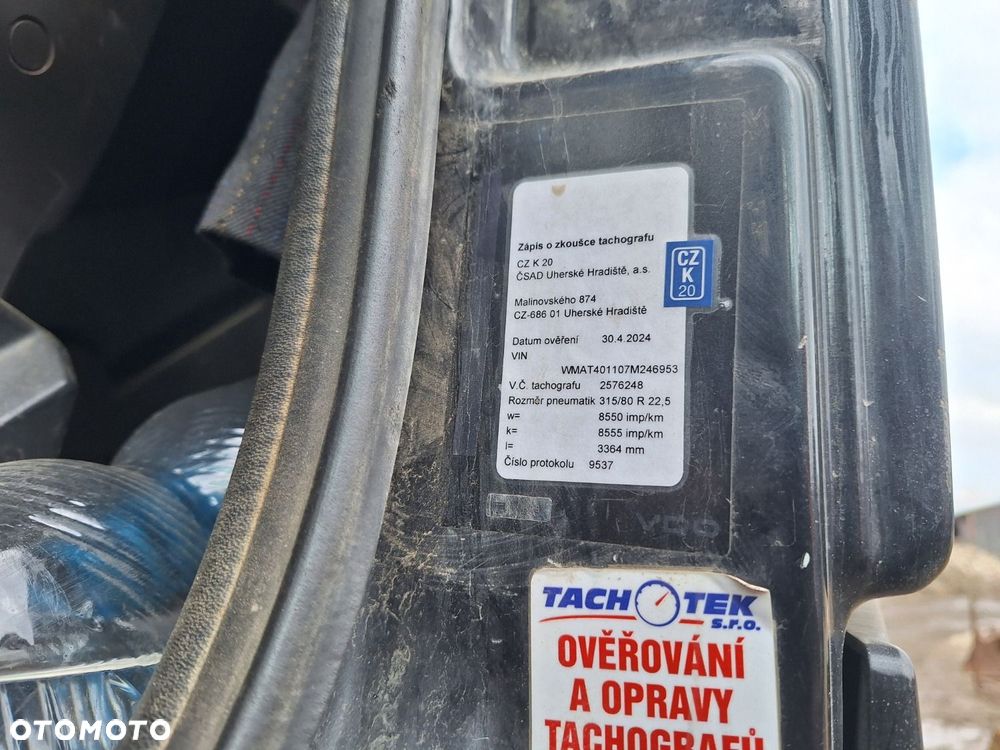 Zápis o zkoušce tachografu
CZ K 20
ČSAD Uherské Hradiště, a.s.
CZ
K
20
Malinovského 874
CZ-686 01 Uherské Hradiště
Datum ověření 30.4.2024
VIN
WMAT401107M246953
V.Č. tachografu 2576248
Rozměr pneumatik 315/80 R 22,5
w= 8550 imp/km
k= 8555 imp/km
l= 3364 mm
Číslo protokolu 9537
VDO
TACHOTEK
s.r.o.
OVĚŘOVÁNÍ
A OPRAVY
TACHOGRAFŮ
OTOMOTO